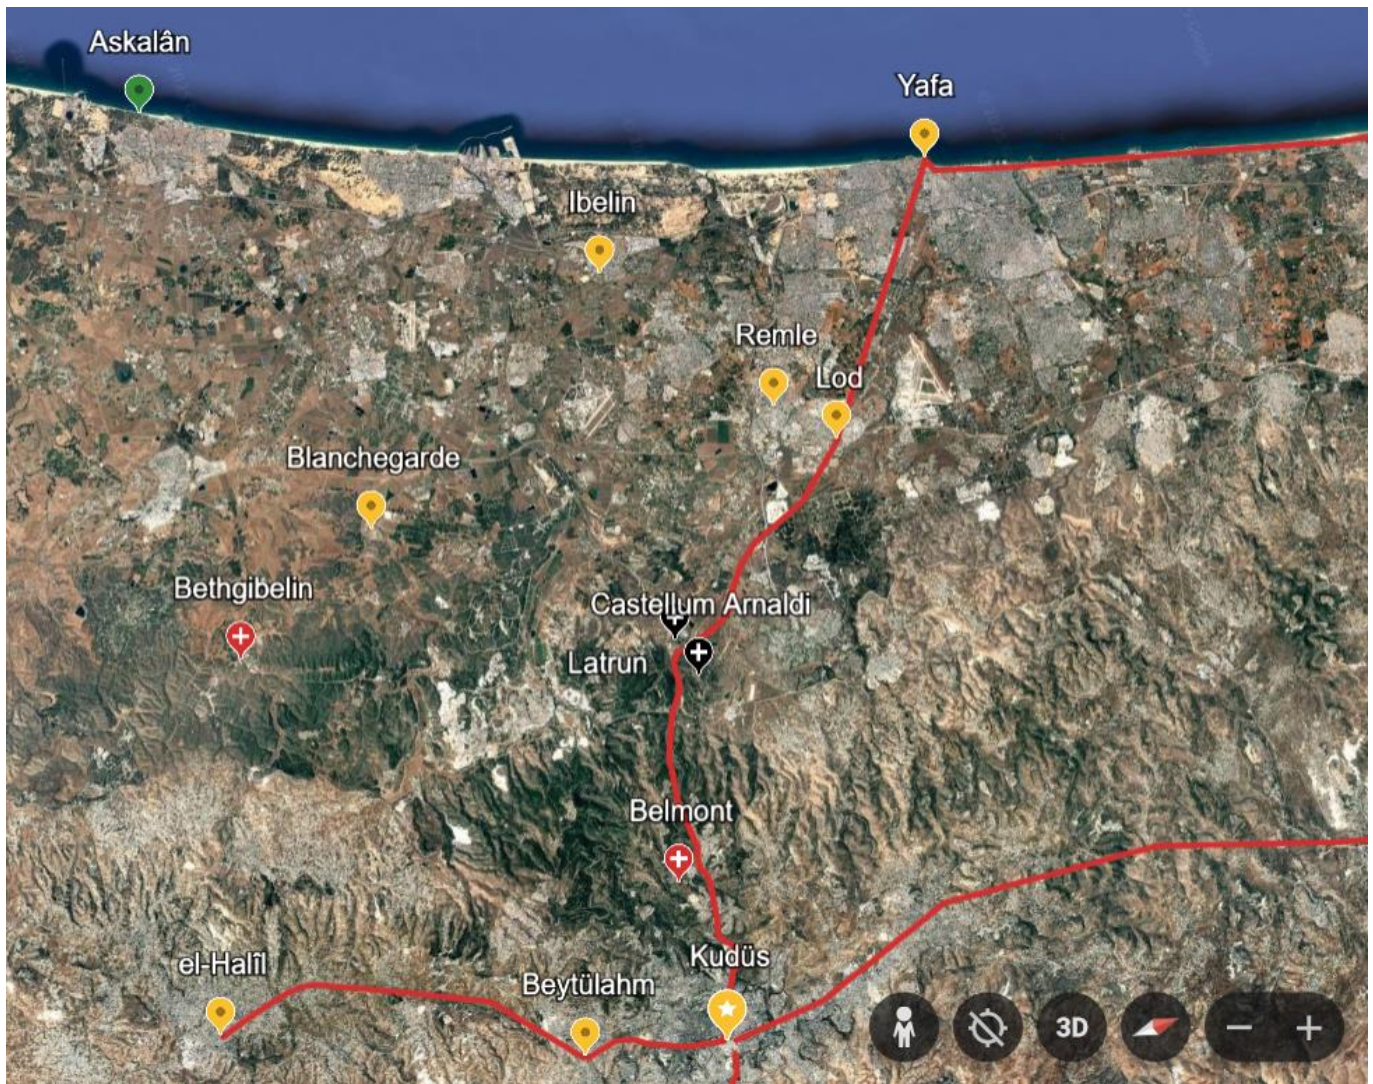 Askalân
Yafa
Ibelin
Remle
Lod
Blanchegarde
Bethgibelin
Castellum Arnaldi
Latrun
Belmont
Kudüs
el-Halîl
Beytülahm
3D